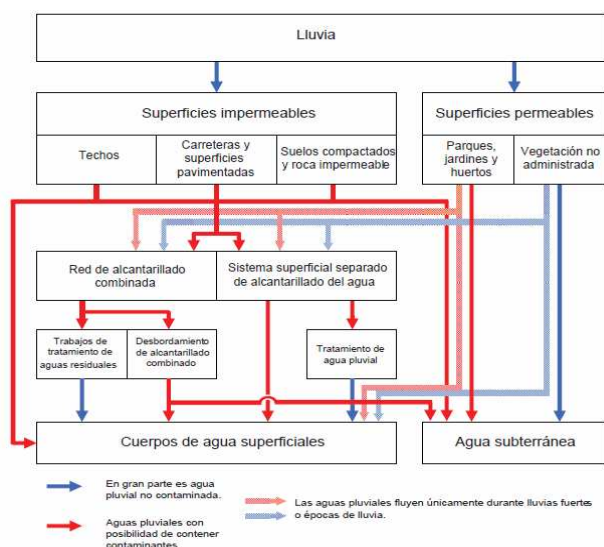 Lluvia
Superficies impermeables
Superficies permeables
Techos
Carreteras y
superficies
pavimentadas
Suelos compactados
y roca impermeable
Parques,
jardines y
huertos
Vegetación no
administrada
Red de alcantarillado
combinada
Sistema superficial separado
de alcantarillado del agua
Trabajos de
tratamiento de
aguas residuales
Desbordamiento
de alcantarillado
combinado
Tratamiento de
agua pluvial
Cuerpos de agua superficiales
Agua subterránea
En gran parte es agua
pluvial no contaminada.
Aguas pluviales con
posibilidad de contener
contaminantes.
Las aguas pluviales fluyen únicamente durante lluvias fuertes
o épocas de lluvia.